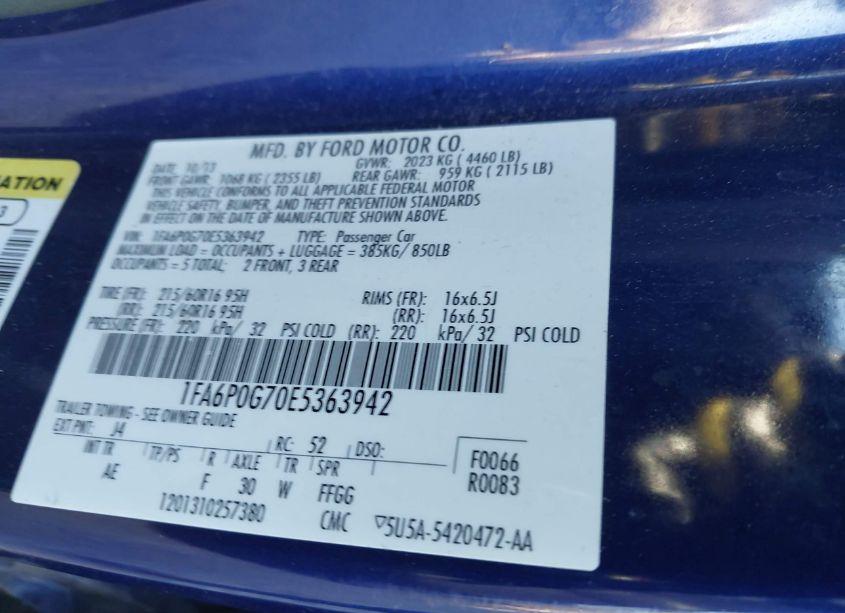 MFD. BY FORD MOTOR CO.
DATE: 10/13 GVWR: 2023 KG ( 4460 LB)
FRONT GAWR: 1068 KG ( 2355 LB) REAR GAWR: 959 KG ( 2115 LB)
THIS VEHICLE CONFORMS TO ALL APPLICABLE FEDERAL MOTOR
VEHICLE SAFETY, BUMPER, AND THEFT PREVENTION STANDARDS
IN EFFECT ON THE DATE OF MANUFACTURE SHOWN ABOVE.
VIN: 1FA6P0G70E5363942 TYPE: Passenger Car
MAXIMUM LOAD = OCCUPANTS + LUGGAGE = 385KG/ 850LB
OCCUPANTS = 5 TOTAL: 2 FRONT, 3 REAR
TIRE (FR): 215/60R16 95H RIMS (FR): 16x6.5J
(RR): 215/60R16 95H (RR): 16x6.5J
PRESSURE (FR): 220 kPa/ 32 PSI COLD (RR): 220 kPa/ 32 PSI COLD
1FA6P0G70E5363942
TRAILER TOWING - SEE OWNER GUIDE
EXT PNT: J4 RC: 52 DSO:
INT TR TP/PS R AXLE TR SPR F0066
AE F 30 W FFGG R0083
1201310257380 CMC ▽5U5A-5420472-AA
ATION
3